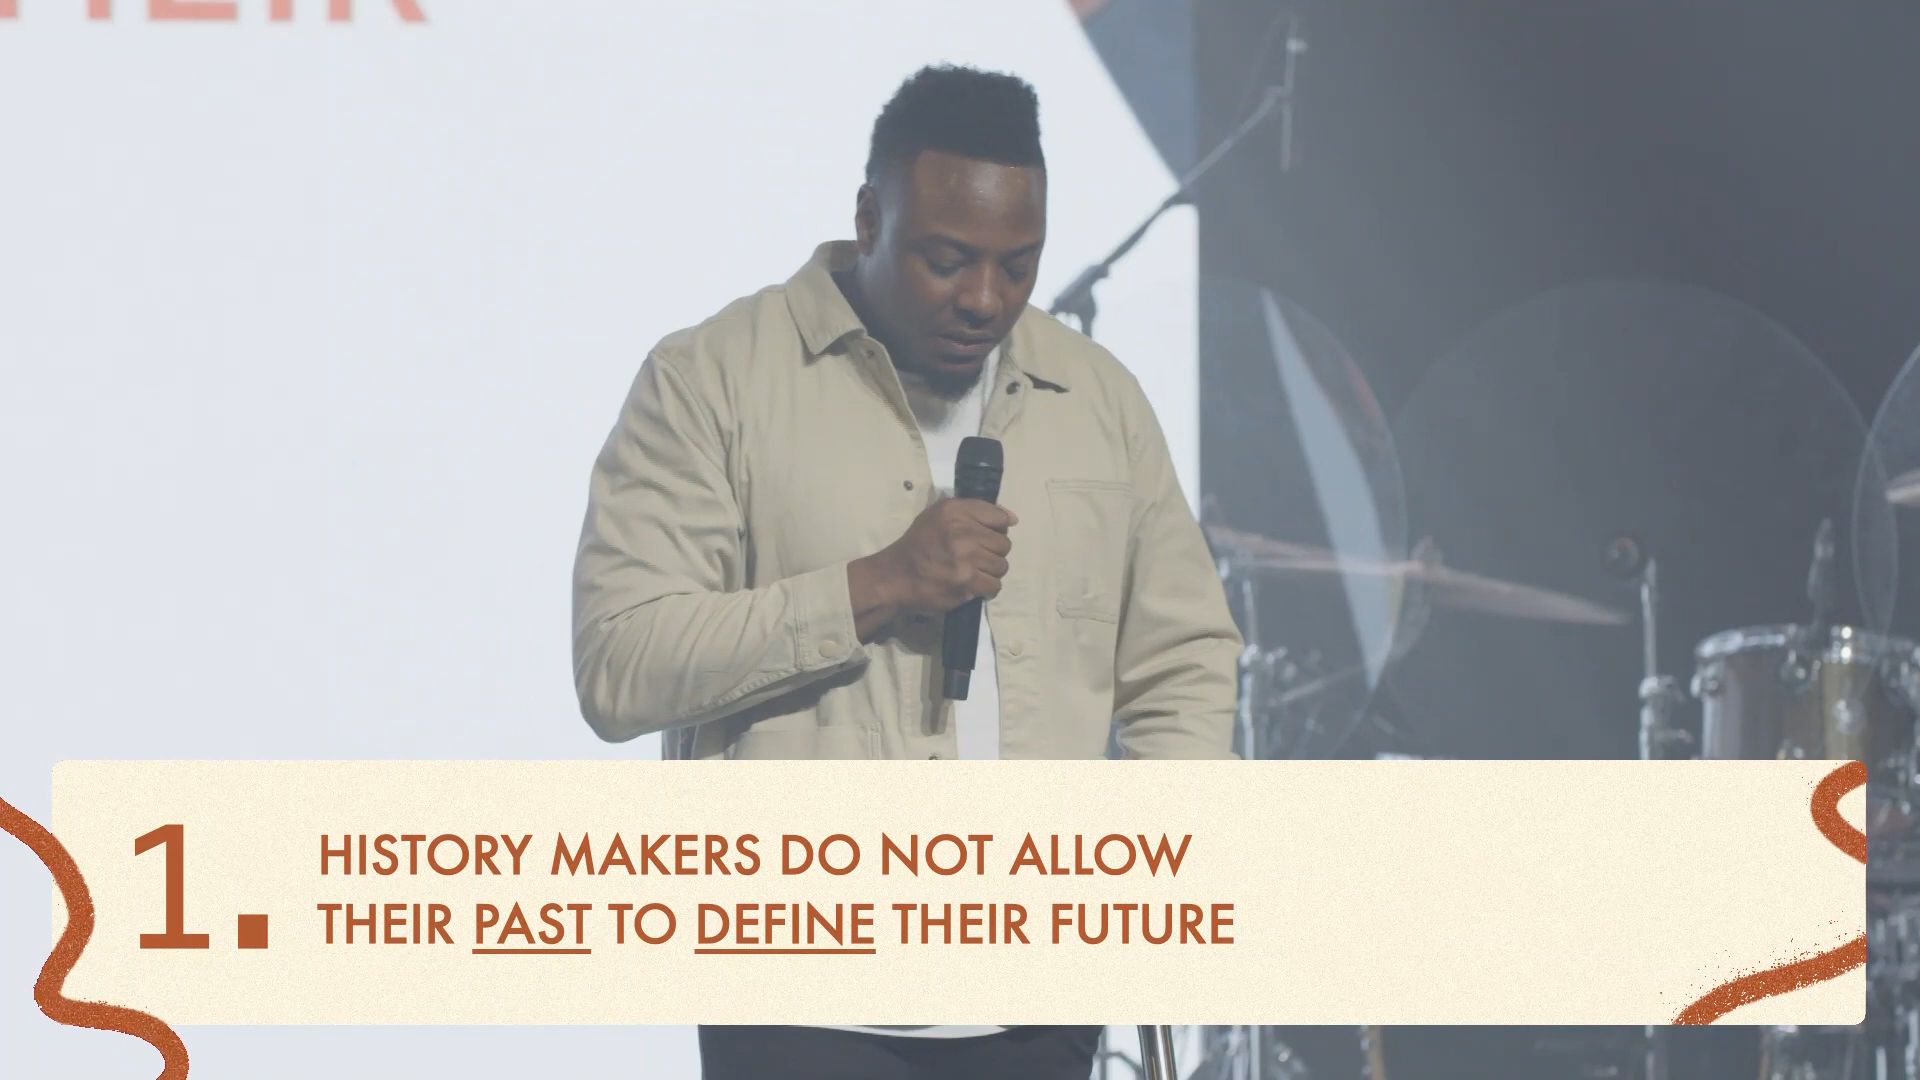 1.
HISTORY MAKERS DO NOT ALLOW
THEIR PAST TO DEFINE THEIR FUTURE